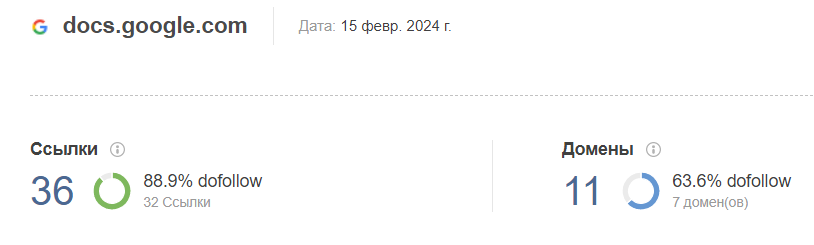 docs.google.com
Дата: 15 февр. 2024 г.
Ссылки
36
88.9% dofollow
32 Ссылки
Домены
11
63.6% dofollow
7 домен(ов)